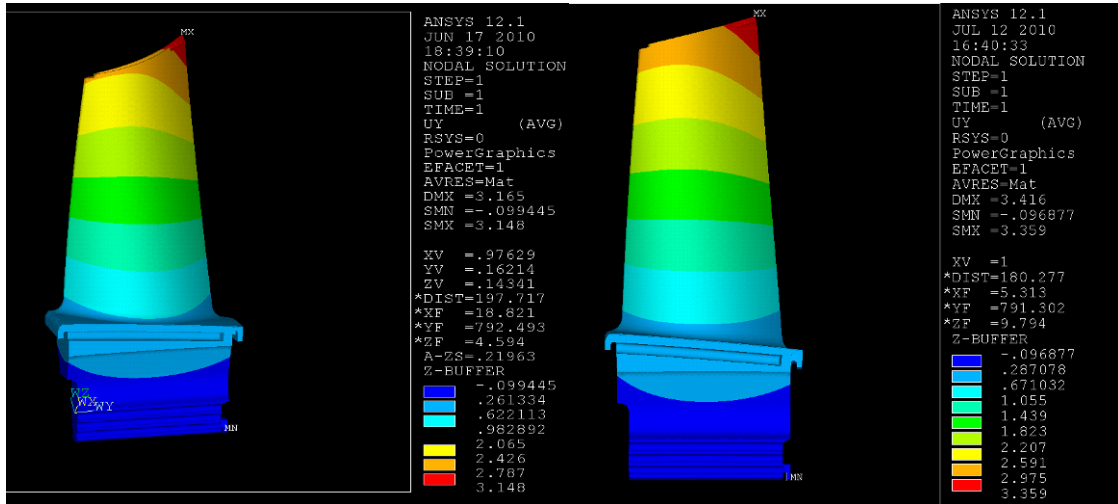 MX
WZ
WX
WY
MN
ANSYS 12.1
JUN 17 2010
18:39:10
NODAL SOLUTION
STEP=1
SUB =1
TIME=1
UY (AVG)
RSYS=0
PowerGraphics
EFACET=1
AVRES=Mat
DMX =3.165
SMN =-.099445
SMX =3.148
XV =.97629
YV =.16214
ZV =.14341
*DIST=197.717
*XF =18.821
*YF =792.493
*ZF =4.594
A-ZS=.21963
Z-BUFFER
-.099445
.261334
.622113
.982892
2.065
2.426
2.787
3.148
MX
MN
ANSYS 12.1
JUL 12 2010
16:40:33
NODAL SOLUTION
STEP=1
SUB =1
TIME=1
UY (AVG)
RSYS=0
PowerGraphics
EFACET=1
AVRES=Mat
DMX =3.416
SMN =-.096877
SMX =3.359
XV =1
*DIST=180.277
*XF =5.313
*YF =791.302
*ZF =9.794
Z-BUFFER
-.096877
.287078
.671032
1.055
1.439
1.823
2.207
2.591
2.975
3.359